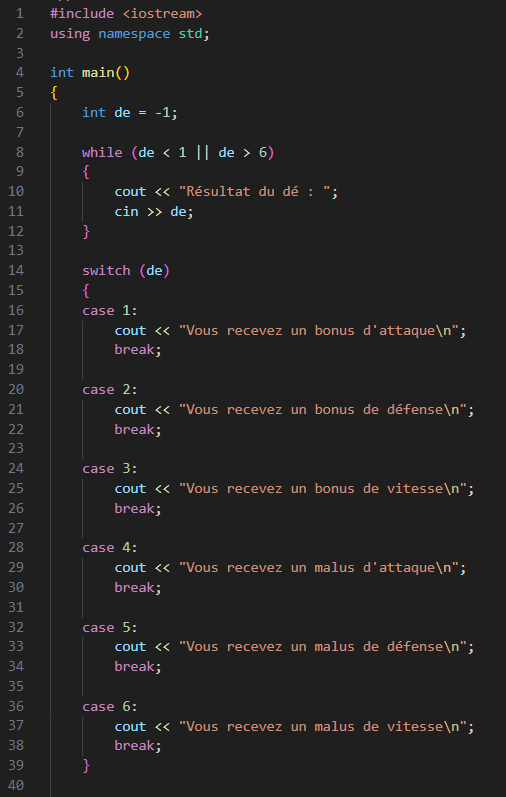 1 #include <iostream>
2 using namespace std;
3
4 int main()
5 {
6     int de = -1;
7
8     while (de < 1 || de > 6)
9     {
10         cout << "Résultat du dé : ";
11         cin >> de;
12     }
13
14     switch (de)
15     {
16     case 1:
17         cout << "Vous recevez un bonus d'attaque\n";
18         break;
19
20     case 2:
21         cout << "Vous recevez un bonus de défense\n";
22         break;
23
24     case 3:
25         cout << "Vous recevez un bonus de vitesse\n";
26         break;
27
28     case 4:
29         cout << "Vous recevez un malus d'attaque\n";
30         break;
31
32     case 5:
33         cout << "Vous recevez un malus de défense\n";
34         break;
35
36     case 6:
37         cout << "Vous recevez un malus de vitesse\n";
38         break;
39     }
40